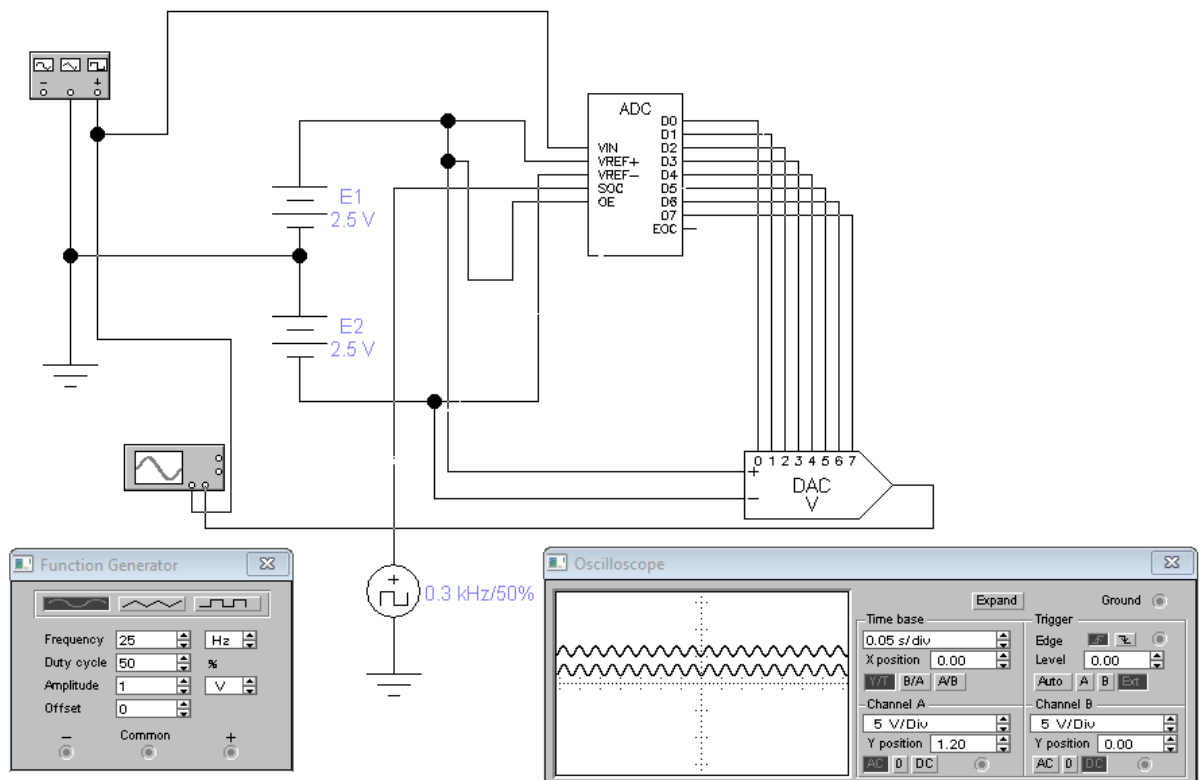 ADC
D0
D1
VIN D2
VREF+ D3
VREF- D4
SOC D5
OE D6
D7
EOC
E1
2.5 V
E2
2.5 V
0 1 2 3 4 5 6 7
+
DAC
-
V
0.3 kHz/50%
Function Generator
Frequency 25 Hz
Duty cycle 50 %
Amplitude 1 V
Offset 0
- Common +
Oscilloscope
Expand Ground
Time base
0.05 s/div
X position 0.00
Y/T B/A A/B
Trigger
Edge
Level 0.00
Auto A B Ext
Channel A
5 V/Div
Y position 1.20
AC 0 DC
Channel B
5 V/Div
Y position 0.00
AC 0 DC